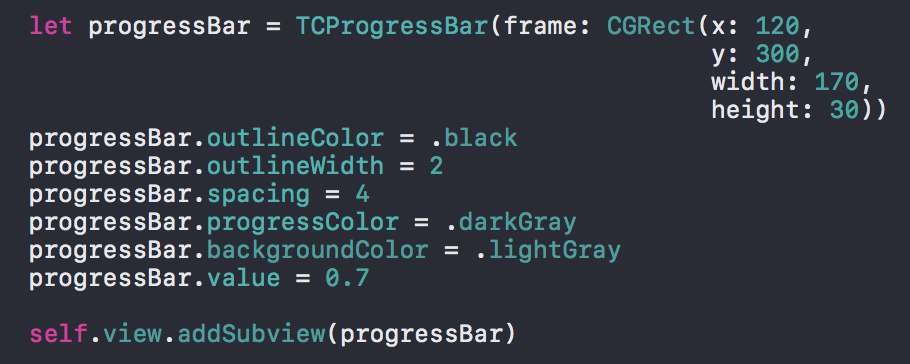 let progressBar = TCProgressBar(frame: CGRect(x: 120,
y: 300,
width: 170,
height: 30))
progressBar.outlineColor = .black
progressBar.outlineWidth = 2
progressBar.spacing = 4
progressBar.progressColor = .darkGray
progressBar.backgroundColor = .lightGray
progressBar.value = 0.7
self.view.addSubview(progressBar)